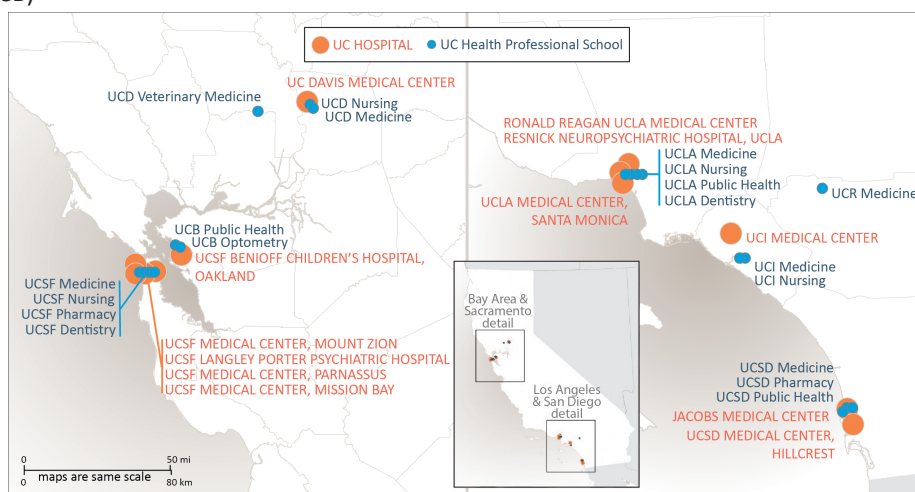 UC HOSPITAL
UC Health Professional School
UC DAVIS MEDICAL CENTER
UCD Veterinary Medicine
UCD Nursing
UCD Medicine
UCB Public Health
UCB Optometry
UCSF BENIOFF CHILDREN'S HOSPITAL,
OAKLAND
UCSF Medicine
UCSF Nursing
UCSF Pharmacy
UCSF Dentistry
UCSF MEDICAL CENTER, MOUNT ZION
UCSF LANGLEY PORTER PSYCHIATRIC HOSPITAL
UCSF MEDICAL CENTER, PARNASSUS
UCSF MEDICAL CENTER, MISSION BAY
0 50 mi
maps are same scale
0 80 km
Bay Area &
Sacramento
detail
Los Angeles
& San Diego
detail
RONALD REAGAN UCLA MEDICAL CENTER
RESNICK NEUROPSYCHIATRIC HOSPITAL, UCLA
UCLA Medicine
UCLA Nursing
UCLA Public Health
UCLA Dentistry
UCLA MEDICAL CENTER,
SANTA MONICA
UCR Medicine
UCI MEDICAL CENTER
UCI Medicine
UCI Nursing
UCSD Medicine
UCSD Pharmacy
UCSD Public Health
JACOBS MEDICAL CENTER
UCSD MEDICAL CENTER,
HILLCREST